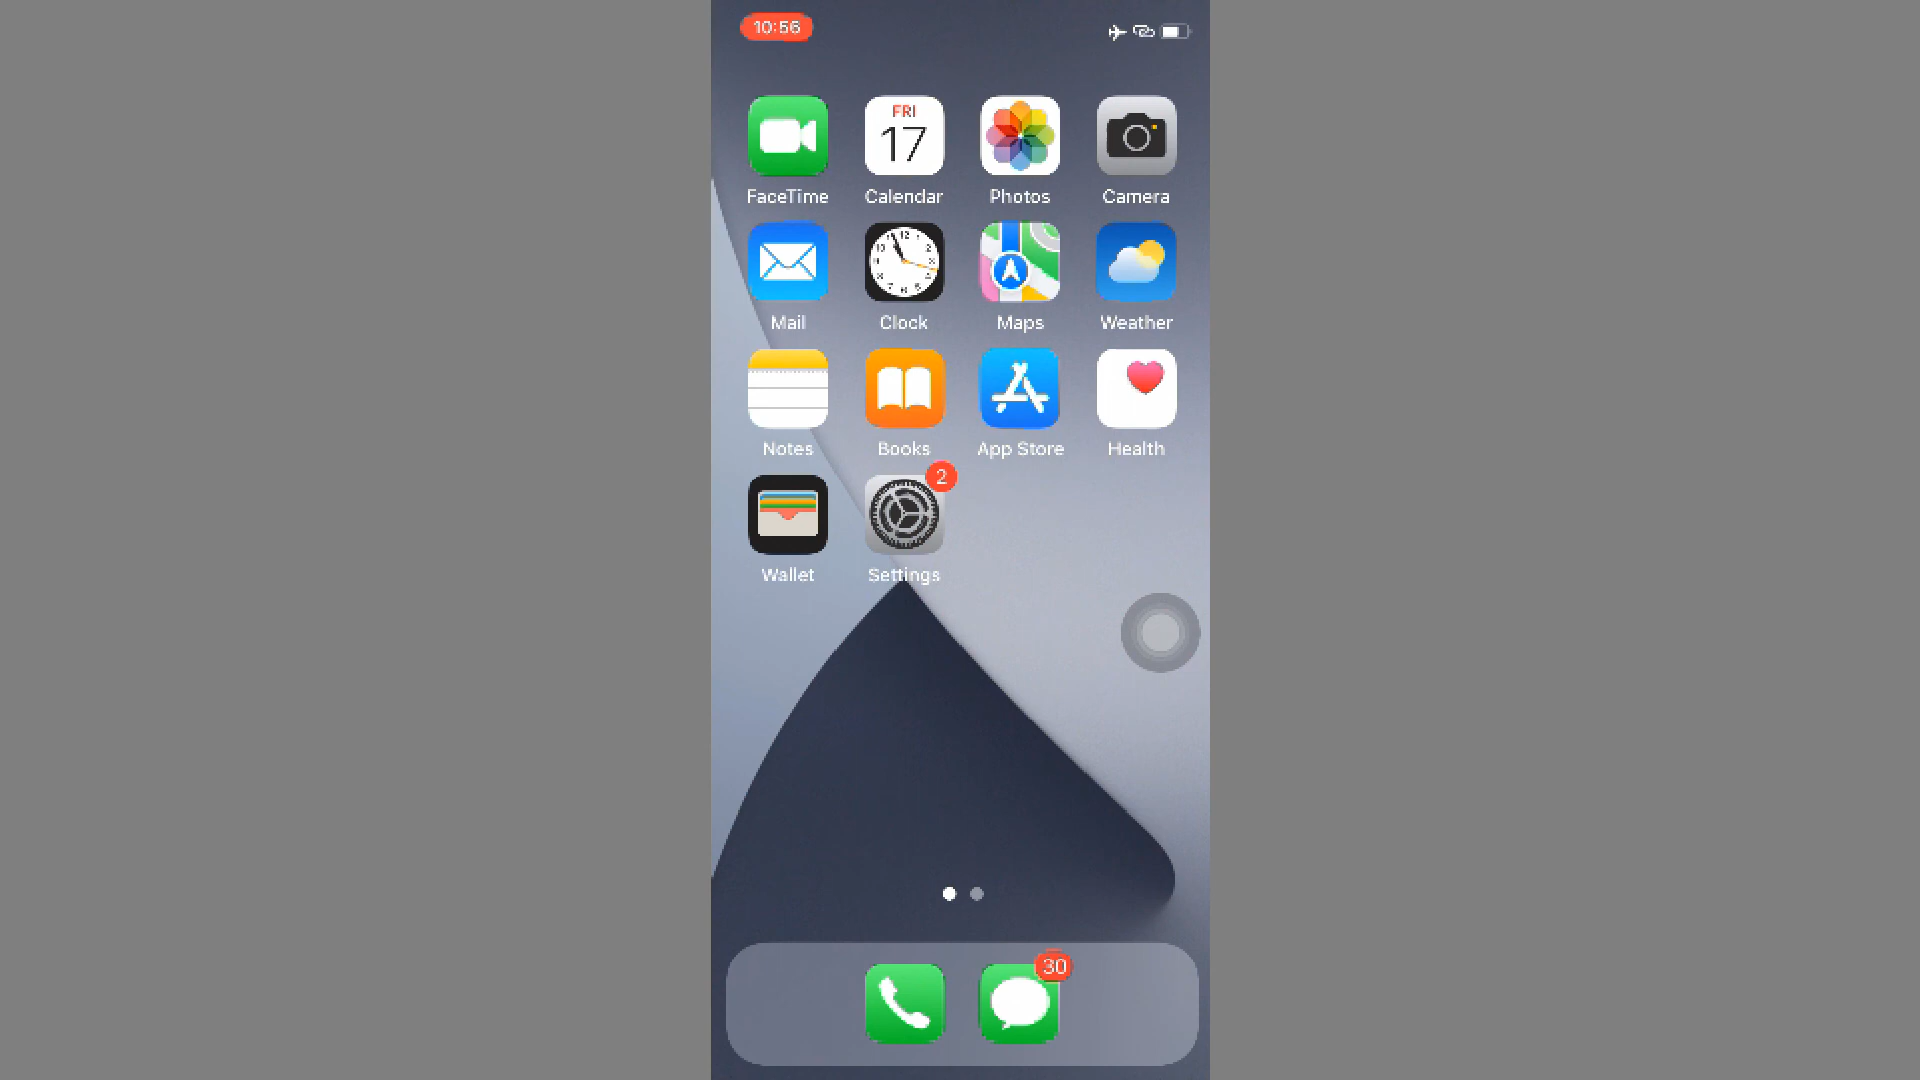 10:56
FRI
17
FaceTime Calendar Photos Camera
Mail Clock Maps Weather
Notes Books App Store Health
2
Wallet Settings
30